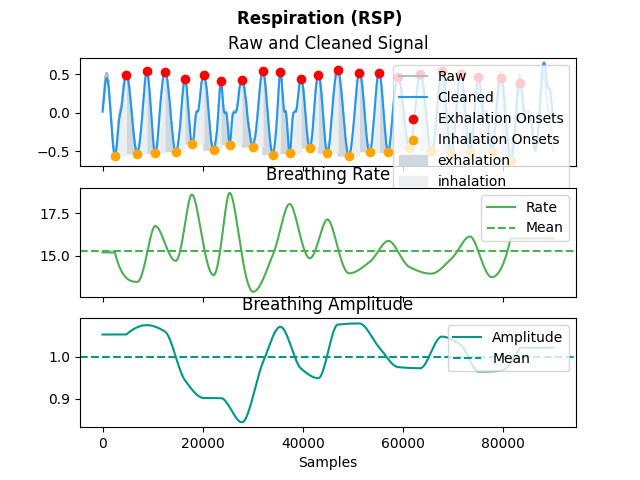 Respiration (RSP)
Raw and Cleaned Signal
0.5
0.0
−0.5
Raw
Cleaned
Exhalation Onsets
Inhalation Onsets
exhalation
inhalation
Breathing Rate
17.5
15.0
Rate
Mean
Breathing Amplitude
1.0
0.9
Amplitude
Mean
0
20000
40000
60000
80000
Samples